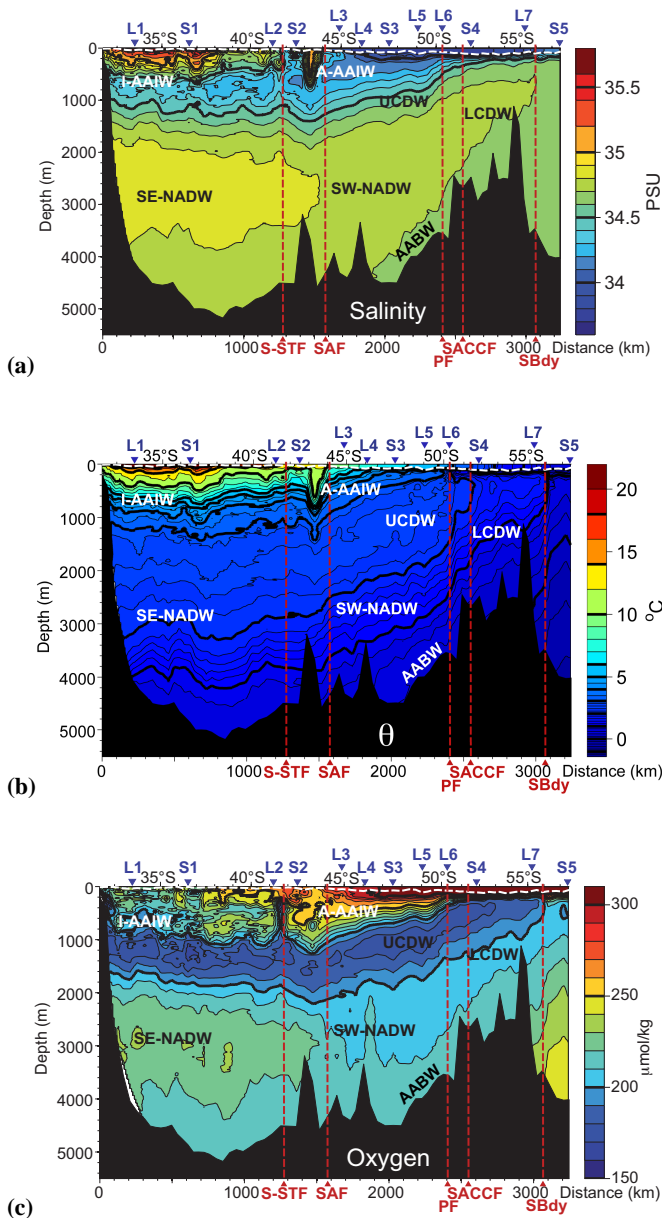 L1 S1 L2 S2 L3 L4 S3 L5 L6 S4 L7 S5
35°S 40°S 45°S 50°S 55°S
0
1000
2000
3000
4000
5000
Depth (m)
I-AAIW
A-AAIW
UCDW
LCDW
SE-NADW
SW-NADW
AABW
Salinity
35.5
35
34.5
34
PSU
0 1000 2000 3000 Distance (km)
S-STF SAF PF SACCF SBdy
(a)
L1 S1 L2 S2 L3 L4 S3 L5 L6 S4 L7 S5
35°S 40°S 45°S 50°S 55°S
0
1000
2000
3000
4000
5000
Depth (m)
I-AAIW
A-AAIW
UCDW
LCDW
SE-NADW
SW-NADW
AABW
θ
20
15
10
5
0
°C
0 1000 2000 3000 Distance (km)
S-STF SAF PF SACCF SBdy
(b)
L1 S1 L2 S2 L3 L4 S3 L5 L6 S4 L7 S5
35°S 40°S 45°S 50°S 55°S
0
1000
2000
3000
4000
5000
Depth (m)
I-AAIW
A-AAIW
UCDW
LCDW
SE-NADW
SW-NADW
AABW
Oxygen
300
250
200
150
µmol/kg
0 1000 2000 3000 Distance (km)
S-STF SAF PF SACCF SBdy
(c)